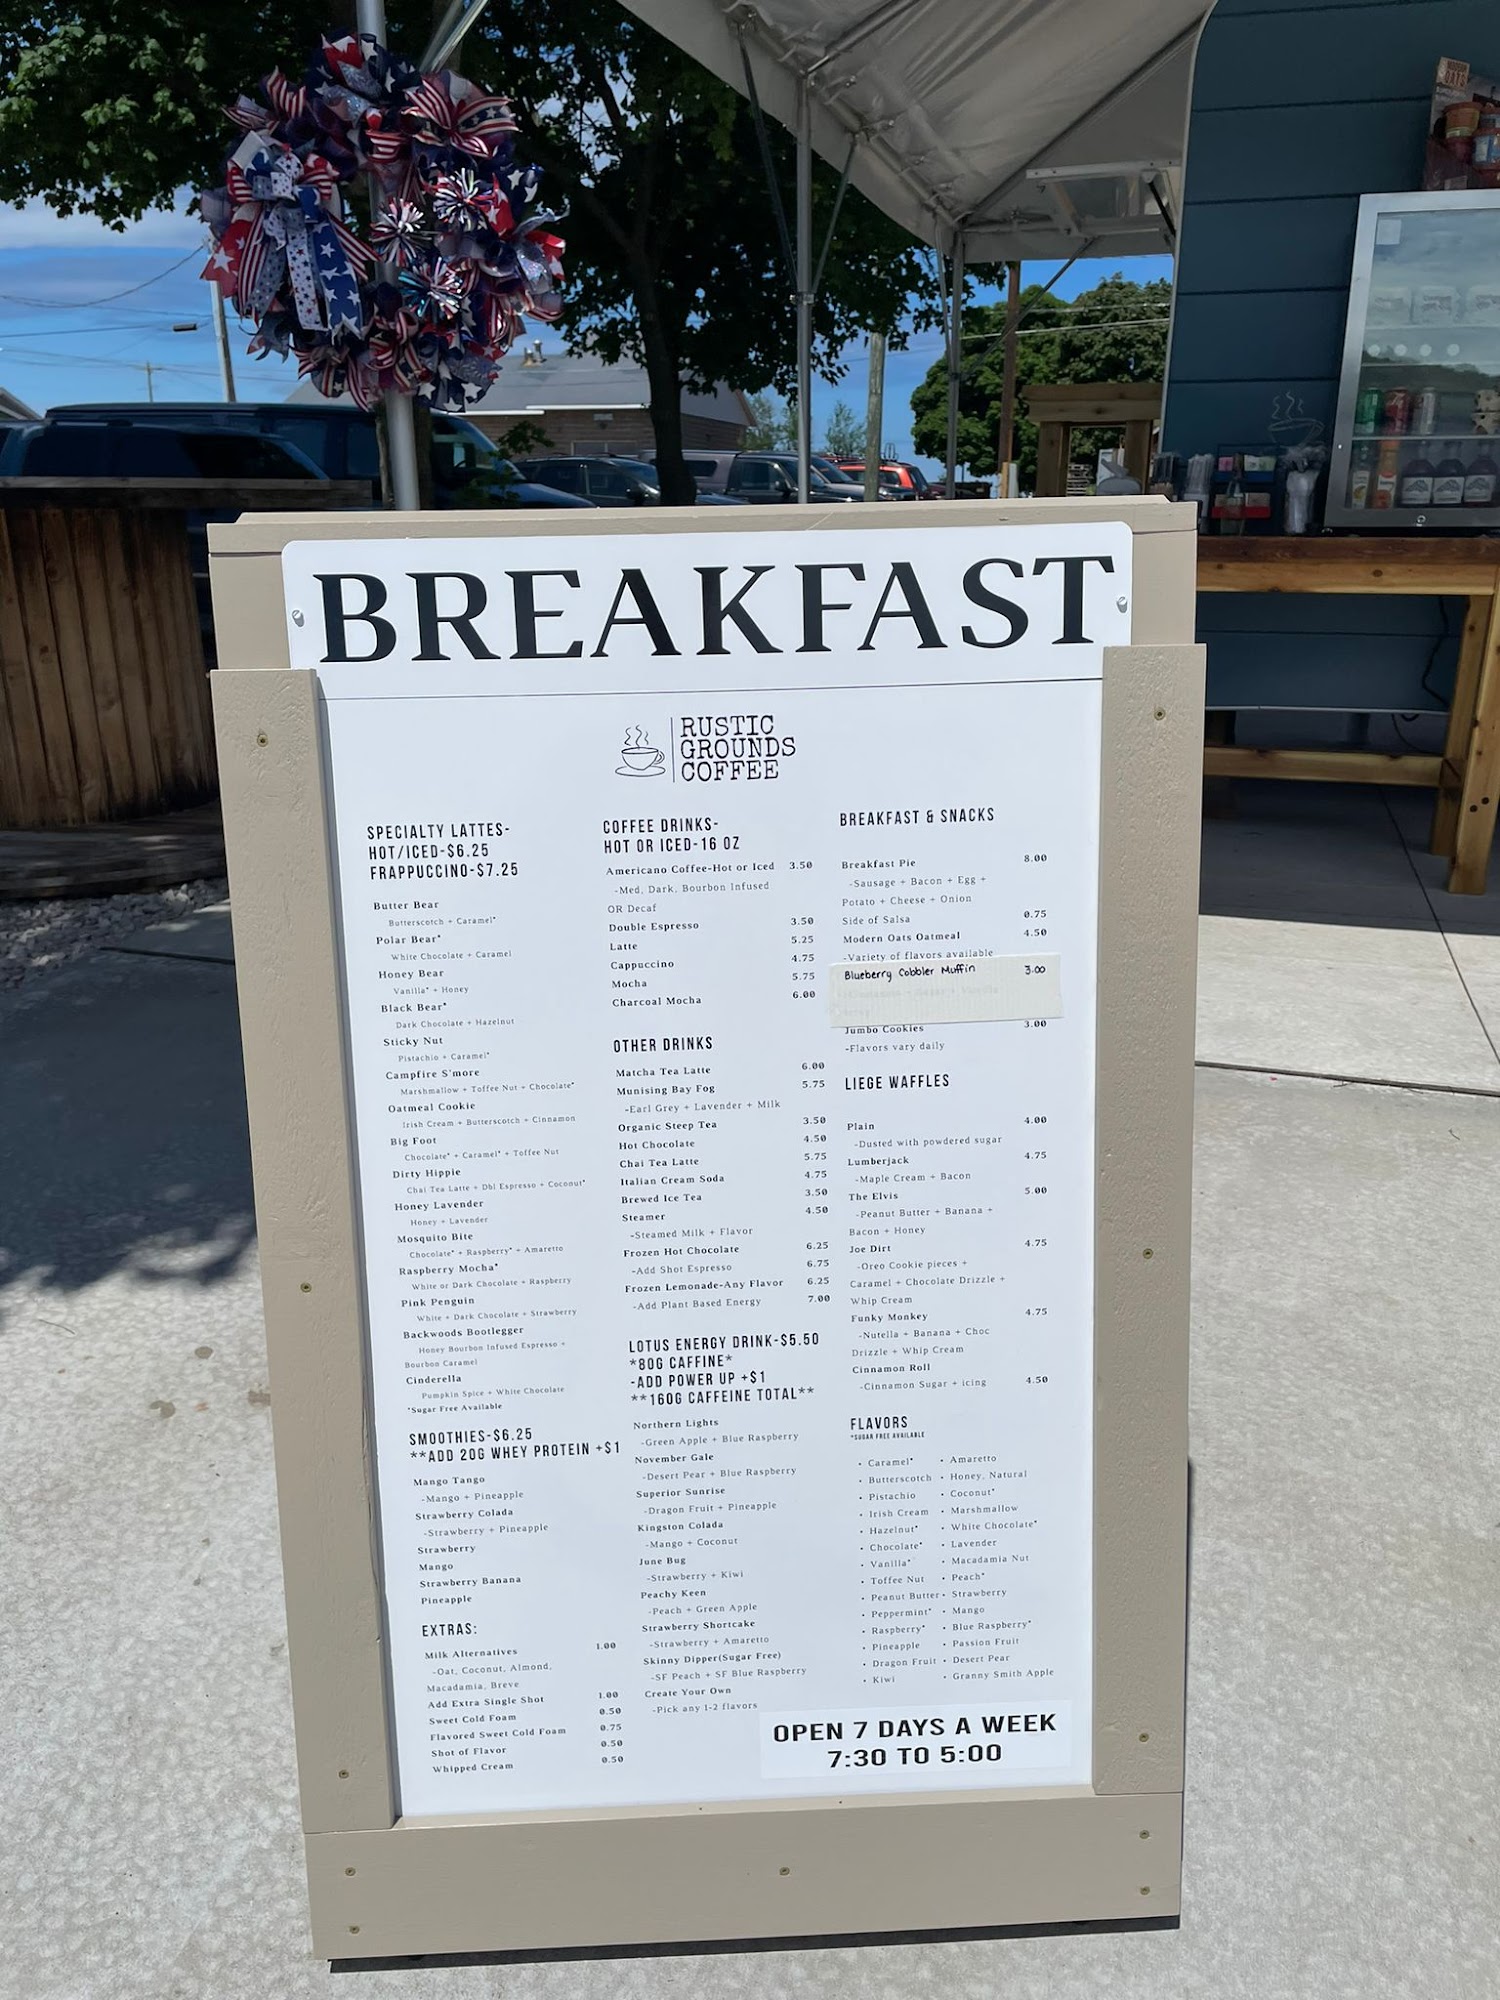 BREAKFAST
RUSTIC
GROUNDS
COFFEE
SPECIALTY LATTES-
HOT/ICED-$6.25
FRAPPUCCINO-$7.25
Butter Bear
Butterscotch + Caramel*
Polar Bear*
White Chocolate + Caramel
Honey Bear
Vanilla* + Honey
Black Bear*
Dark Chocolate + Hazelnut
Sticky Nut
Pistachio + Caramel*
Campfire S'more
Marshmallow + Toffee Nut + Chocolate*
Oatmeal Cookie
Irish Cream + Butterscotch + Cinnamon
Big Foot
Chocolate* + Caramel* + Toffee Nut
Dirty Hippie
Chai Tea Latte + Dbl Espresso + Coconut*
Honey Lavender
Honey + Lavender
Mosquito Bite
Chocolate* + Raspberry* + Amaretto
Raspberry Mocha*
White or Dark Chocolate + Raspberry
Pink Penguin
White + Dark Chocolate + Strawberry
Backwoods Bootlegger
Honey Bourbon Infused Espresso +
Bourbon Caramel
Cinderella
Pumpkin Spice + White Chocolate
*Sugar Free Available
SMOOTHIES-$6.25
**ADD 20G WHEY PROTEIN +$1
Mango Tango
-Mango + Pineapple
Strawberry Colada
-Strawberry + Pineapple
Strawberry
Mango
Strawberry Banana
Pineapple
EXTRAS:
Milk Alternatives 1.00
-Oat, Coconut, Almond,
Macadamia, Breve
Add Extra Single Shot 1.00
Sweet Cold Foam 0.50
Flavored Sweet Cold Foam 0.75
Shot of Flavor 0.50
Whipped Cream 0.50
COFFEE DRINKS-
HOT OR ICED-16 OZ
Americano Coffee-Hot or Iced 3.50
-Med, Dark, Bourbon Infused
OR Decaf
Double Espresso 3.50
Latte 5.25
Cappuccino 4.75
Mocha 5.75
Charcoal Mocha 6.00
OTHER DRINKS
Matcha Tea Latte 6.00
Munising Bay Fog 5.75
-Earl Grey + Lavender + Milk
Organic Steep Tea 3.50
Hot Chocolate 4.50
Chai Tea Latte 5.75
Italian Cream Soda 4.75
Brewed Ice Tea 3.50
Steamer 4.50
-Steamed Milk + Flavor
Frozen Hot Chocolate 6.25
-Add Shot Espresso 6.75
Frozen Lemonade-Any Flavor 6.25
-Add Plant Based Energy 7.00
LOTUS ENERGY DRINK-$5.50
*80G CAFFINE*
-ADD POWER UP +$1
**160G CAFFEINE TOTAL**
Northern Lights
-Green Apple + Blue Raspberry
November Gale
-Desert Pear + Blue Raspberry
Superior Sunrise
-Dragon Fruit + Pineapple
Kingston Colada
-Mango + Coconut
June Bug
-Strawberry + Kiwi
Peachy Keen
-Peach + Green Apple
Strawberry Shortcake
-Strawberry + Amaretto
Skinny Dipper(Sugar Free)
-SF Peach + SF Blue Raspberry
Create Your Own
-Pick any 1-2 flavors
BREAKFAST & SNACKS
Breakfast Pie 8.00
-Sausage + Bacon + Egg +
Potato + Cheese + Onion
Side of Salsa 0.75
Modern Oats Oatmeal 4.50
-Variety of flavors available
Blueberry Cobbler Muffin 3.00
Jumbo Cookies 3.00
-Flavors vary daily
LIEGE WAFFLES
Plain 4.00
-Dusted with powdered sugar
Lumberjack 4.75
-Maple Cream + Bacon
The Elvis 5.00
-Peanut Butter + Banana +
Bacon + Honey
Joe Dirt 4.75
-Oreo Cookie pieces +
Caramel + Chocolate Drizzle +
Whip Cream
Funky Monkey 4.75
-Nutella + Banana + Choc
Drizzle + Whip Cream
Cinnamon Roll
-Cinnamon Sugar + icing 4.50
FLAVORS
*SUGAR FREE AVAILABLE
• Caramel* • Amaretto
• Butterscotch • Honey, Natural
• Pistachio • Coconut*
• Irish Cream • Marshmallow
• Hazelnut* • White Chocolate*
• Chocolate* • Lavender
• Vanilla* • Macadamia Nut
• Toffee Nut • Peach*
• Peanut Butter • Strawberry
• Peppermint* • Mango
• Raspberry* • Blue Raspberry*
• Pineapple • Passion Fruit
• Dragon Fruit • Desert Pear
• Kiwi • Granny Smith Apple
OPEN 7 DAYS A WEEK
7:30 TO 5:00